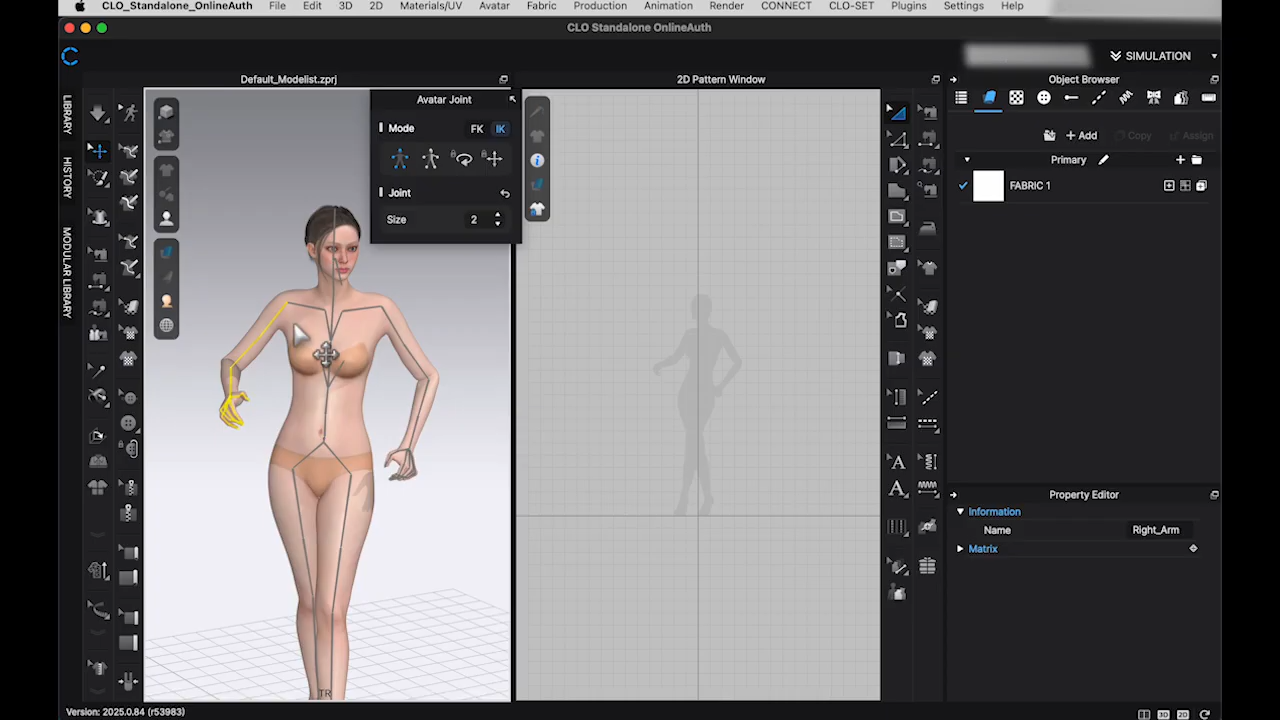 CLO_Standalone_OnlineAuth File Edit 3D 2D Materials/UV Avatar Fabric Production Animation Render CONNECT CLO-SET Plugins Settings Help
CLO Standalone OnlineAuth
SIMULATION
Default_Modelist.zprj
2D Pattern Window
Object Browser
LIBRARY
HISTORY
MODULAR LIBRARY
Avatar Joint
Mode FK IK
Joint
Size 2
+ Add Copy Assign
Primary
FABRIC 1
Property Editor
Information
Name Right_Arm
Matrix
A
A
TR
Version: 2025.0.84 (r53983)
3D 2D